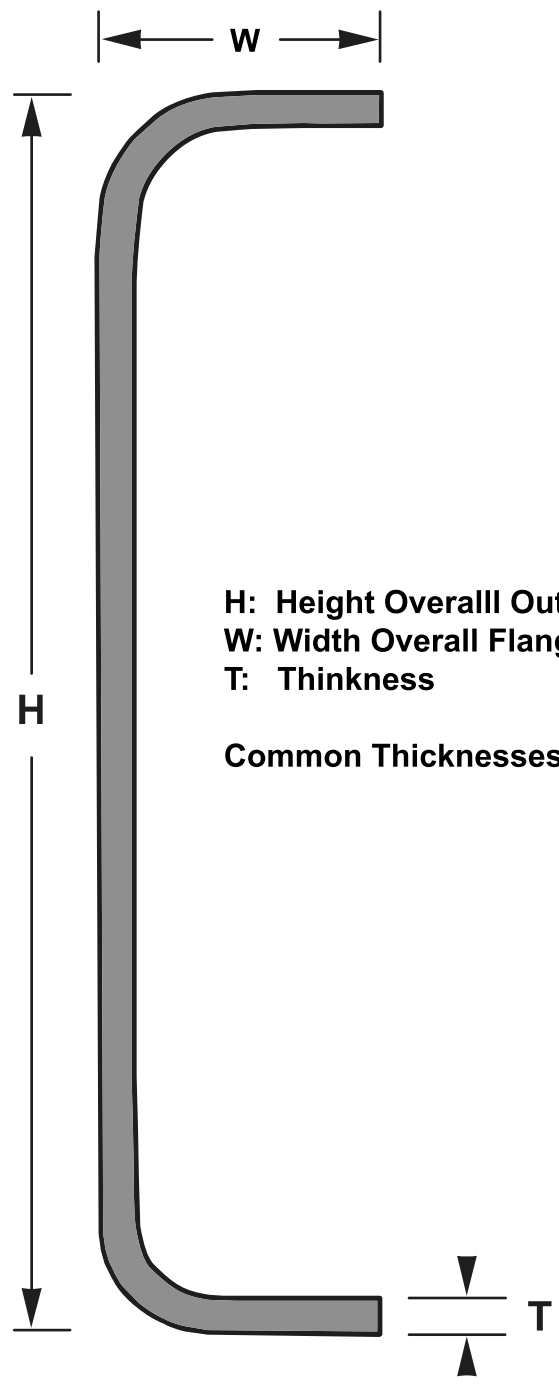 W
H: Height Overalll Out
W: Width Overall Flang
T: Thinkness
H
Common Thicknesses
T